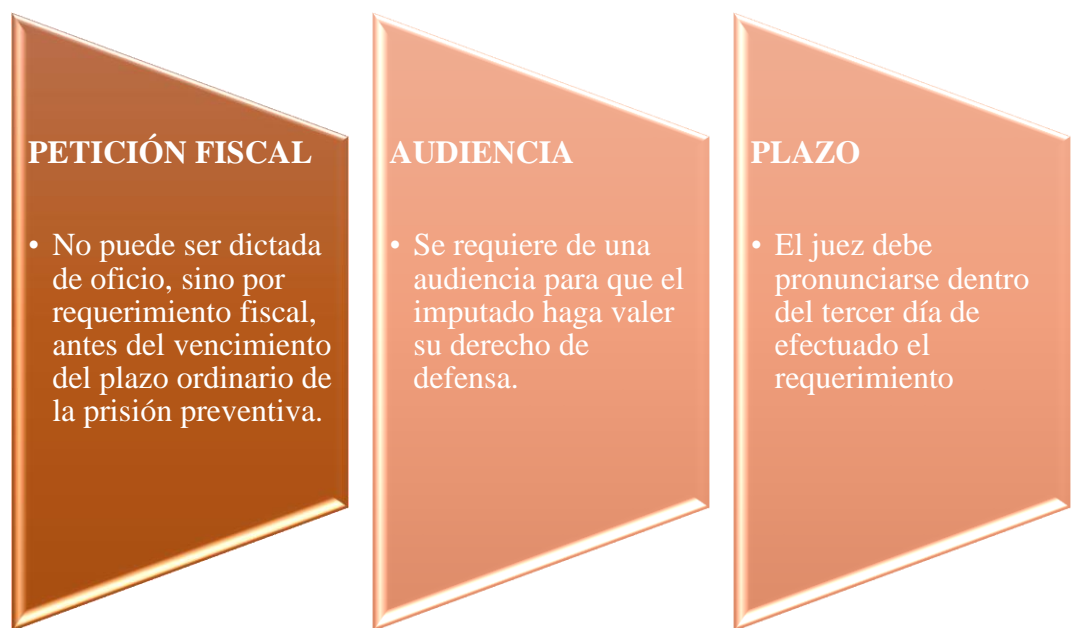 PETICIÓN FISCAL
• No puede ser dictada
de oficio, sino por
requerimiento fiscal,
antes del vencimiento
del plazo ordinario de
la prisión preventiva.
AUDIENCIA
• Se requiere de una
audiencia para que el
imputado haga valer
su derecho de
defensa.
PLAZO
• El juez debe
pronunciarse dentro
del tercer día de
efectuado el
requerimiento